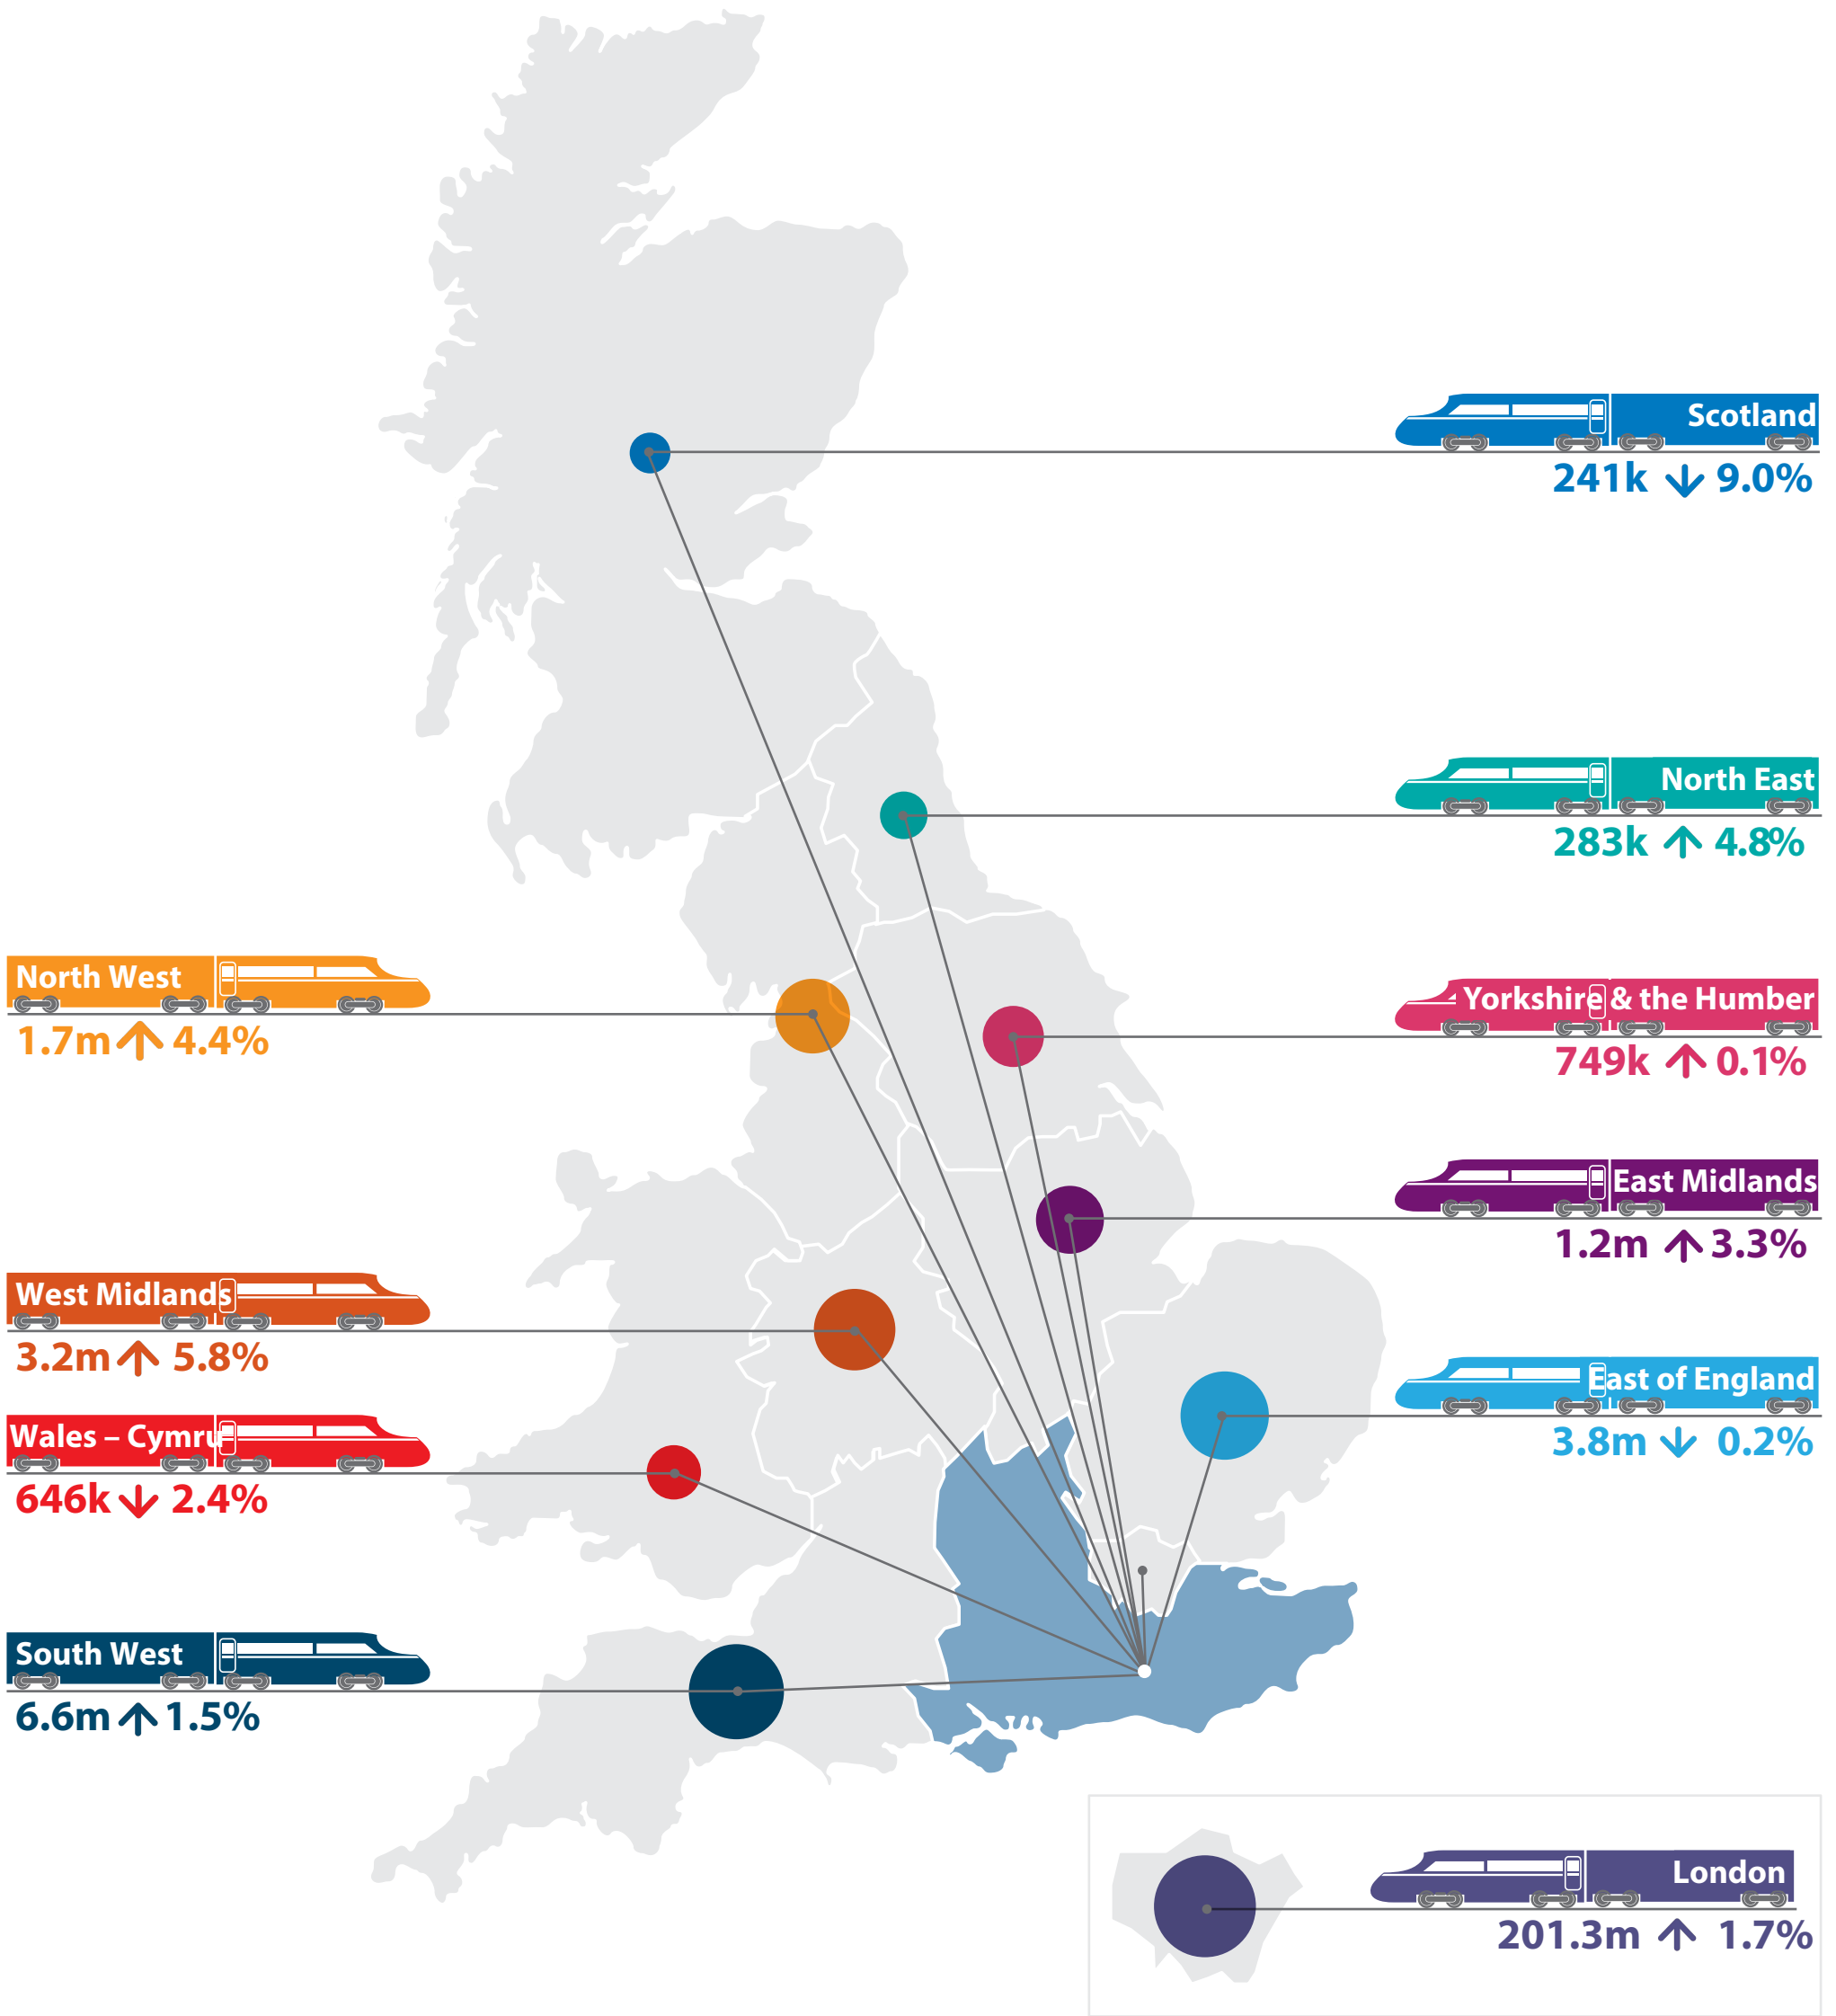 Scotland
241k ↓ 9.0%
North East
283k ↑ 4.8%
North West
1.7m ↑ 4.4%
Yorkshire & the Humber
749k ↑ 0.1%
East Midlands
1.2m ↑ 3.3%
West Midlands
3.2m ↑ 5.8%
East of England
3.8m ↓ 0.2%
Wales – Cymru
646k ↓ 2.4%
South West
6.6m ↑ 1.5%
London
201.3m ↑ 1.7%